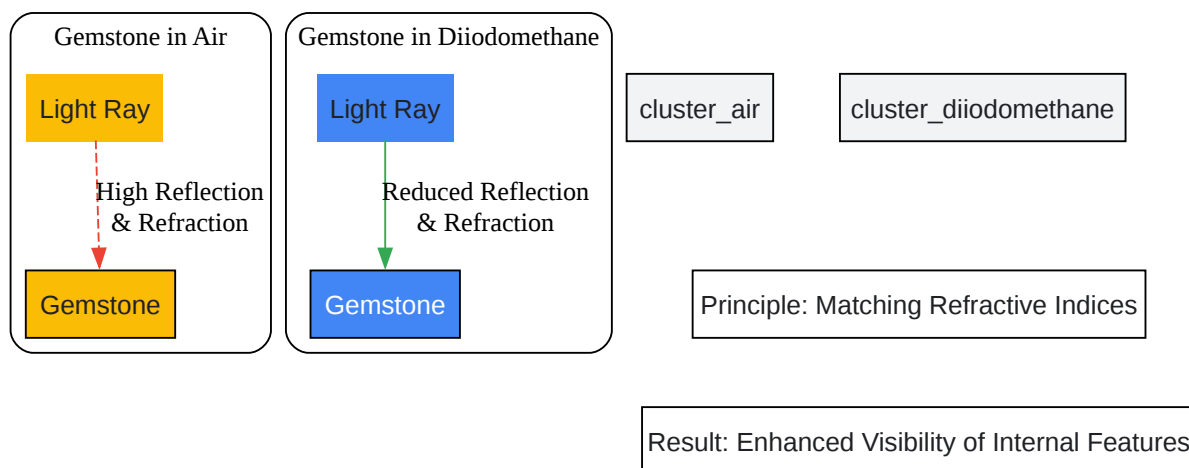 Gemstone in Air
Light Ray
High Reflection
& Refraction
Gemstone
Gemstone in Diiodomethane
Light Ray
Reduced Reflection
& Refraction
Gemstone
cluster_air
cluster_diiodomethane
Principle: Matching Refractive Indices
Result: Enhanced Visibility of Internal Features